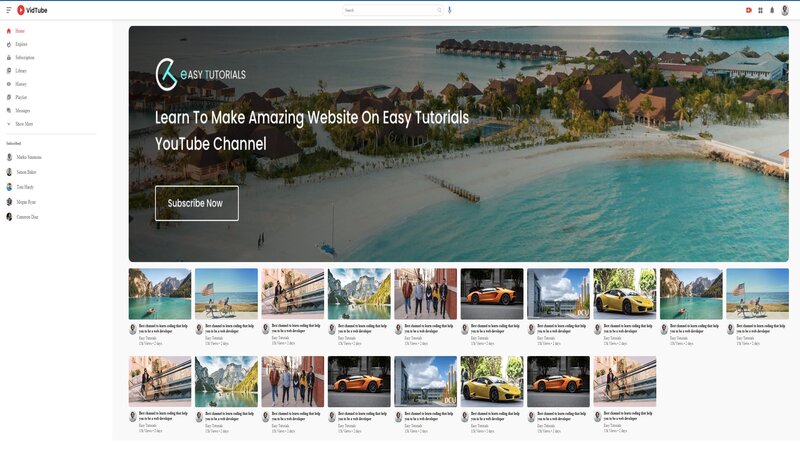 VidTube
Search
Home
Explore
Subscription
Library
History
Playlist
Messages
Show More
Subscribed
Marko Simmons
Simon Baker
Tom Hardy
Megan Ryan
Cameron Diaz
EASY TUTORIALS
Learn To Make Amazing Website On Easy Tutorials
YouTube Channel
Subscribe Now
Best channel to learn coding that help
you to be a web developer
Easy Tutorials
15k Views • 2 days
Best channel to learn coding that help
you to be a web developer
Easy Tutorials
15k Views • 2 days
Best channel to learn coding that help
you to be a web developer
Easy Tutorials
15k Views • 2 days
Best channel to learn coding that help
you to be a web developer
Easy Tutorials
15k Views • 2 days
Best channel to learn coding that help
you to be a web developer
Easy Tutorials
15k Views • 2 days
Best channel to learn coding that help
you to be a web developer
Easy Tutorials
15k Views • 2 days
DCU
Best channel to learn coding that help
you to be a web developer
Easy Tutorials
15k Views • 2 days
Best channel to learn coding that help
you to be a web developer
Easy Tutorials
15k Views • 2 days
Best channel to learn coding that help
you to be a web developer
Easy Tutorials
15k Views • 2 days
Best channel to learn coding that help
you to be a web developer
Easy Tutorials
15k Views • 2 days
Best channel to learn coding that help
you to be a web developer
Easy Tutorials
15k Views • 2 days
Best channel to learn coding that help
you to be a web developer
Easy Tutorials
15k Views • 2 days
Best channel to learn coding that help
you to be a web developer
Easy Tutorials
15k Views • 2 days
Best channel to learn coding that help
you to be a web developer
Easy Tutorials
15k Views • 2 days
DCU
Best channel to learn coding that help
you to be a web developer
Easy Tutorials
15k Views • 2 days
Best channel to learn coding that help
you to be a web developer
Easy Tutorials
15k Views • 2 days
Best channel to learn coding that help
you to be a web developer
Easy Tutorials
15k Views • 2 days
Best channel to learn coding that help
you to be a web developer
Easy Tutorials
15k Views • 2 days